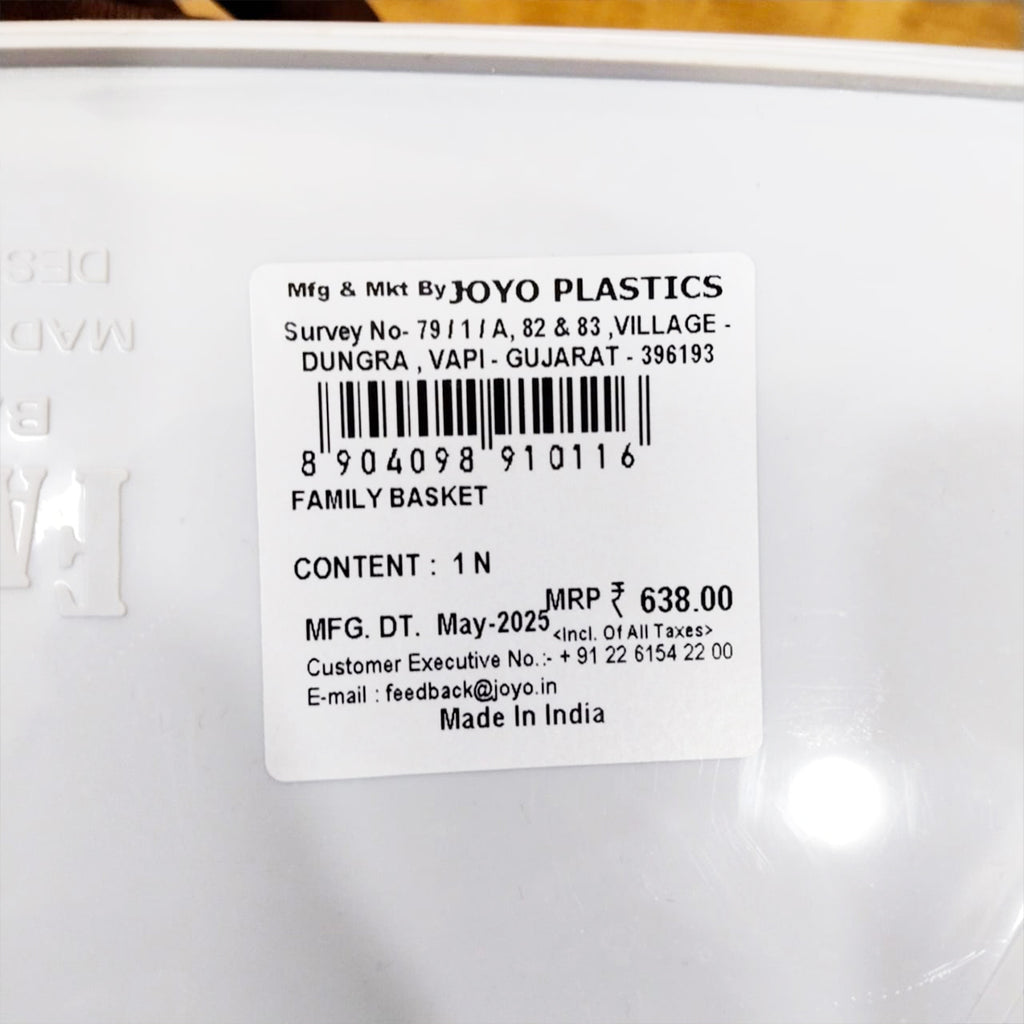 Mfg & Mkt By JOYO PLASTICS
Survey No- 79 / 1 / A, 82 & 83 ,VILLAGE -
DUNGRA , VAPI - GUJARAT - 396193
8 904098 910116
FAMILY BASKET
CONTENT : 1 N
MRP ₹ 638.00
MFG. DT. May-2025
<Incl. Of All Taxes>
Customer Executive No.:- + 91 22 6154 22 00
E-mail : feedback@joyo.in
Made In India